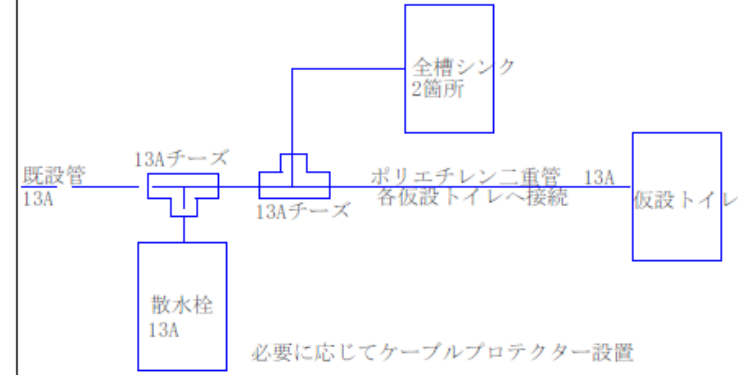 全槽シンク
2箇所
13Aチーズ
既設管
13A
ポリエチレン二重管 13A
各仮設トイレへ接続
13Aチーズ
仮設トイレ
散水栓
13A
必要に応じてケーブルプロテクター設置